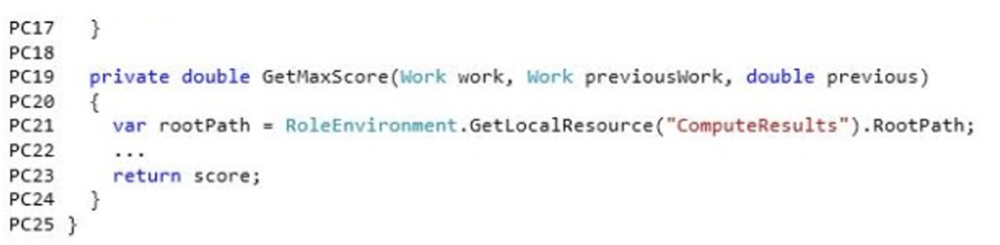 PC17 }
PC18
PC19 private double GetMaxScore(Work work, Work previousWork, double previous)
PC20 {
PC21 var rootPath = RoleEnvironment.GetLocalResource("ComputeResults").RootPath;
PC22 ...
PC23 return score;
PC24 }
PC25 }